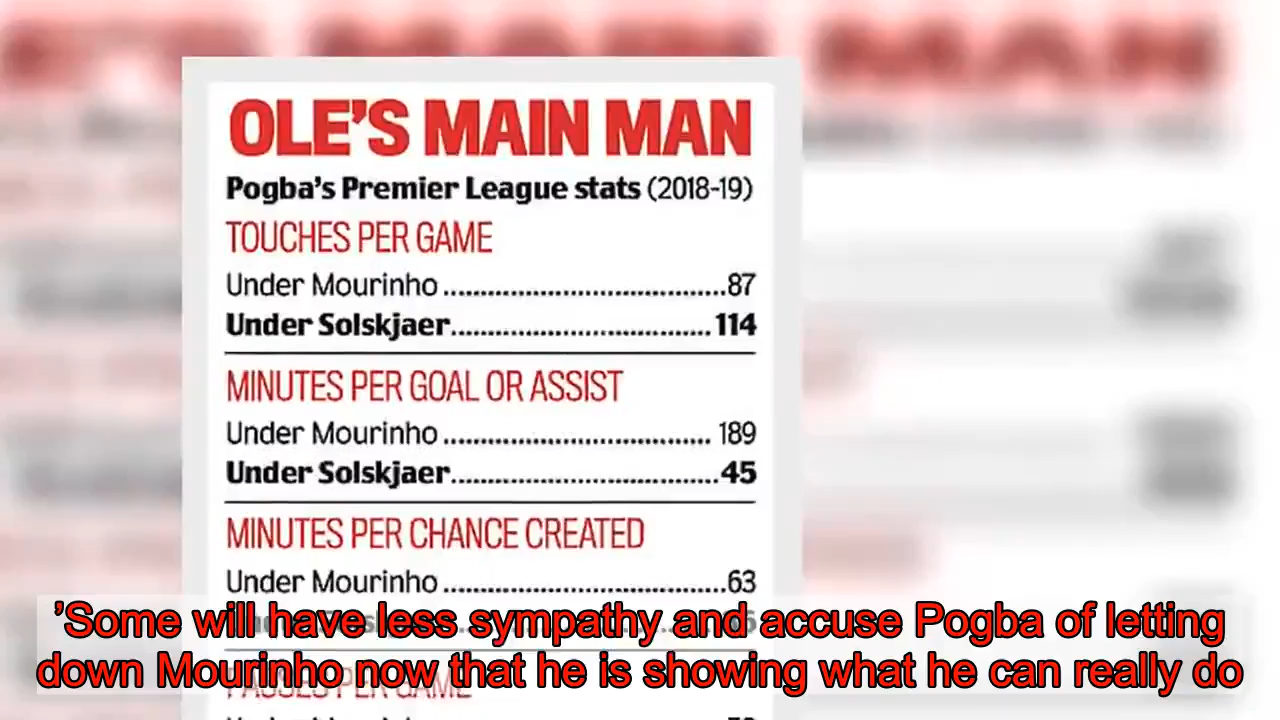 OLE'S MAIN MAN
Pogba's Premier League stats (2018-19)
TOUCHES PER GAME
Under Mourinho......................................87
Under Solskjaer...................................114
MINUTES PER GOAL OR ASSIST
Under Mourinho.................................... 189
Under Solskjaer....................................45
MINUTES PER CHANCE CREATED
Under Mourinho......................................63
'Some will have less sympathy and accuse Pogba of letting
down Mourinho now that he is showing what he can really do
PASSES PER GAME